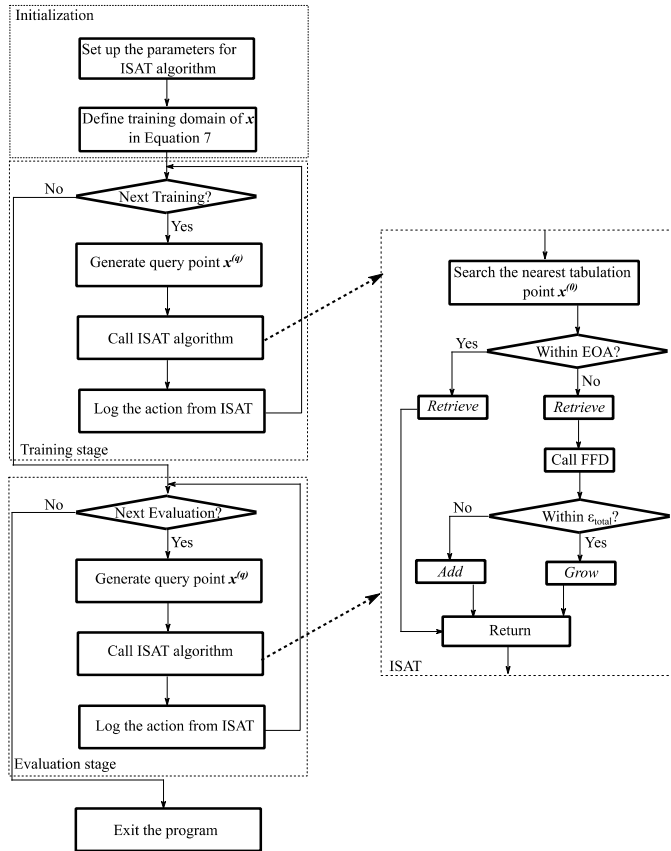 Initialization
Set up the parameters for
ISAT algorithm
Define training domain of x
in Equation 7
Next Training?
No
Yes
Generate query point x^(q)
Call ISAT algorithm
Log the action from ISAT
Training stage
Next Evaluation?
No
Yes
Generate query point x^(q)
Call ISAT algorithm
Log the action from ISAT
Evaluation stage
Exit the program
Search the nearest tabulation
point x^(0)
Within EOA?
Yes
No
Retrieve
Retrieve
Call FFD
Within ε_total?
No
Yes
Add
Grow
Return
ISAT